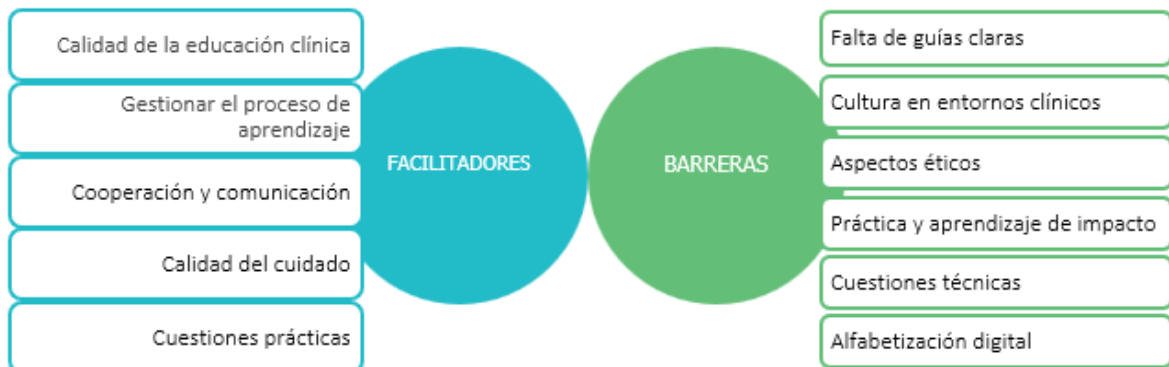 Calidad de la educación clínica
Gestionar el proceso de
aprendizaje
Cooperación y comunicación
Calidad del cuidado
Cuestiones prácticas
FACILITADORES
BARRERAS
Falta de guías claras
Cultura en entornos clínicos
Aspectos éticos
Práctica y aprendizaje de impacto
Cuestiones técnicas
Alfabetización digital